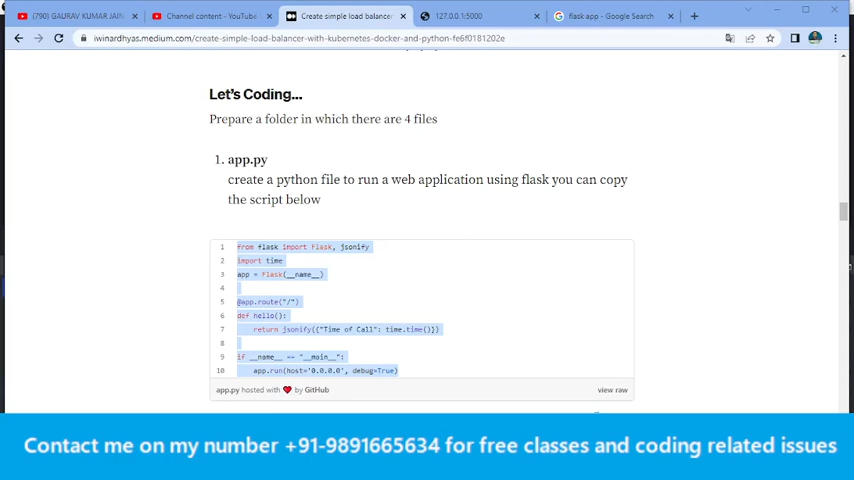 (790) GAURAV KUMAR JAIN
Channel content - YouTube
Create simple load balancer
127.0.0.1:5000
flask app - Google Search
iwinardhyas.medium.com/create-simple-load-balancer-with-kubernetes-docker-and-python-fe6f0181202e
Let's Coding...
Prepare a folder in which there are 4 files
1. app.py
create a python file to run a web application using flask you can copy
the script below
1 from flask import Flask, jsonify
2 import time
3 app = Flask(__name__)
4
5 @app.route("/")
6 def hello():
7 return jsonify({"Time of Call": time.time()})
8
9 if __name__ == "__main__":
10 app.run(host='0.0.0.0', debug=True)
app.py hosted with ❤ by GitHub
view raw
Contact me on my number +91-9891665634 for free classes and coding related issues